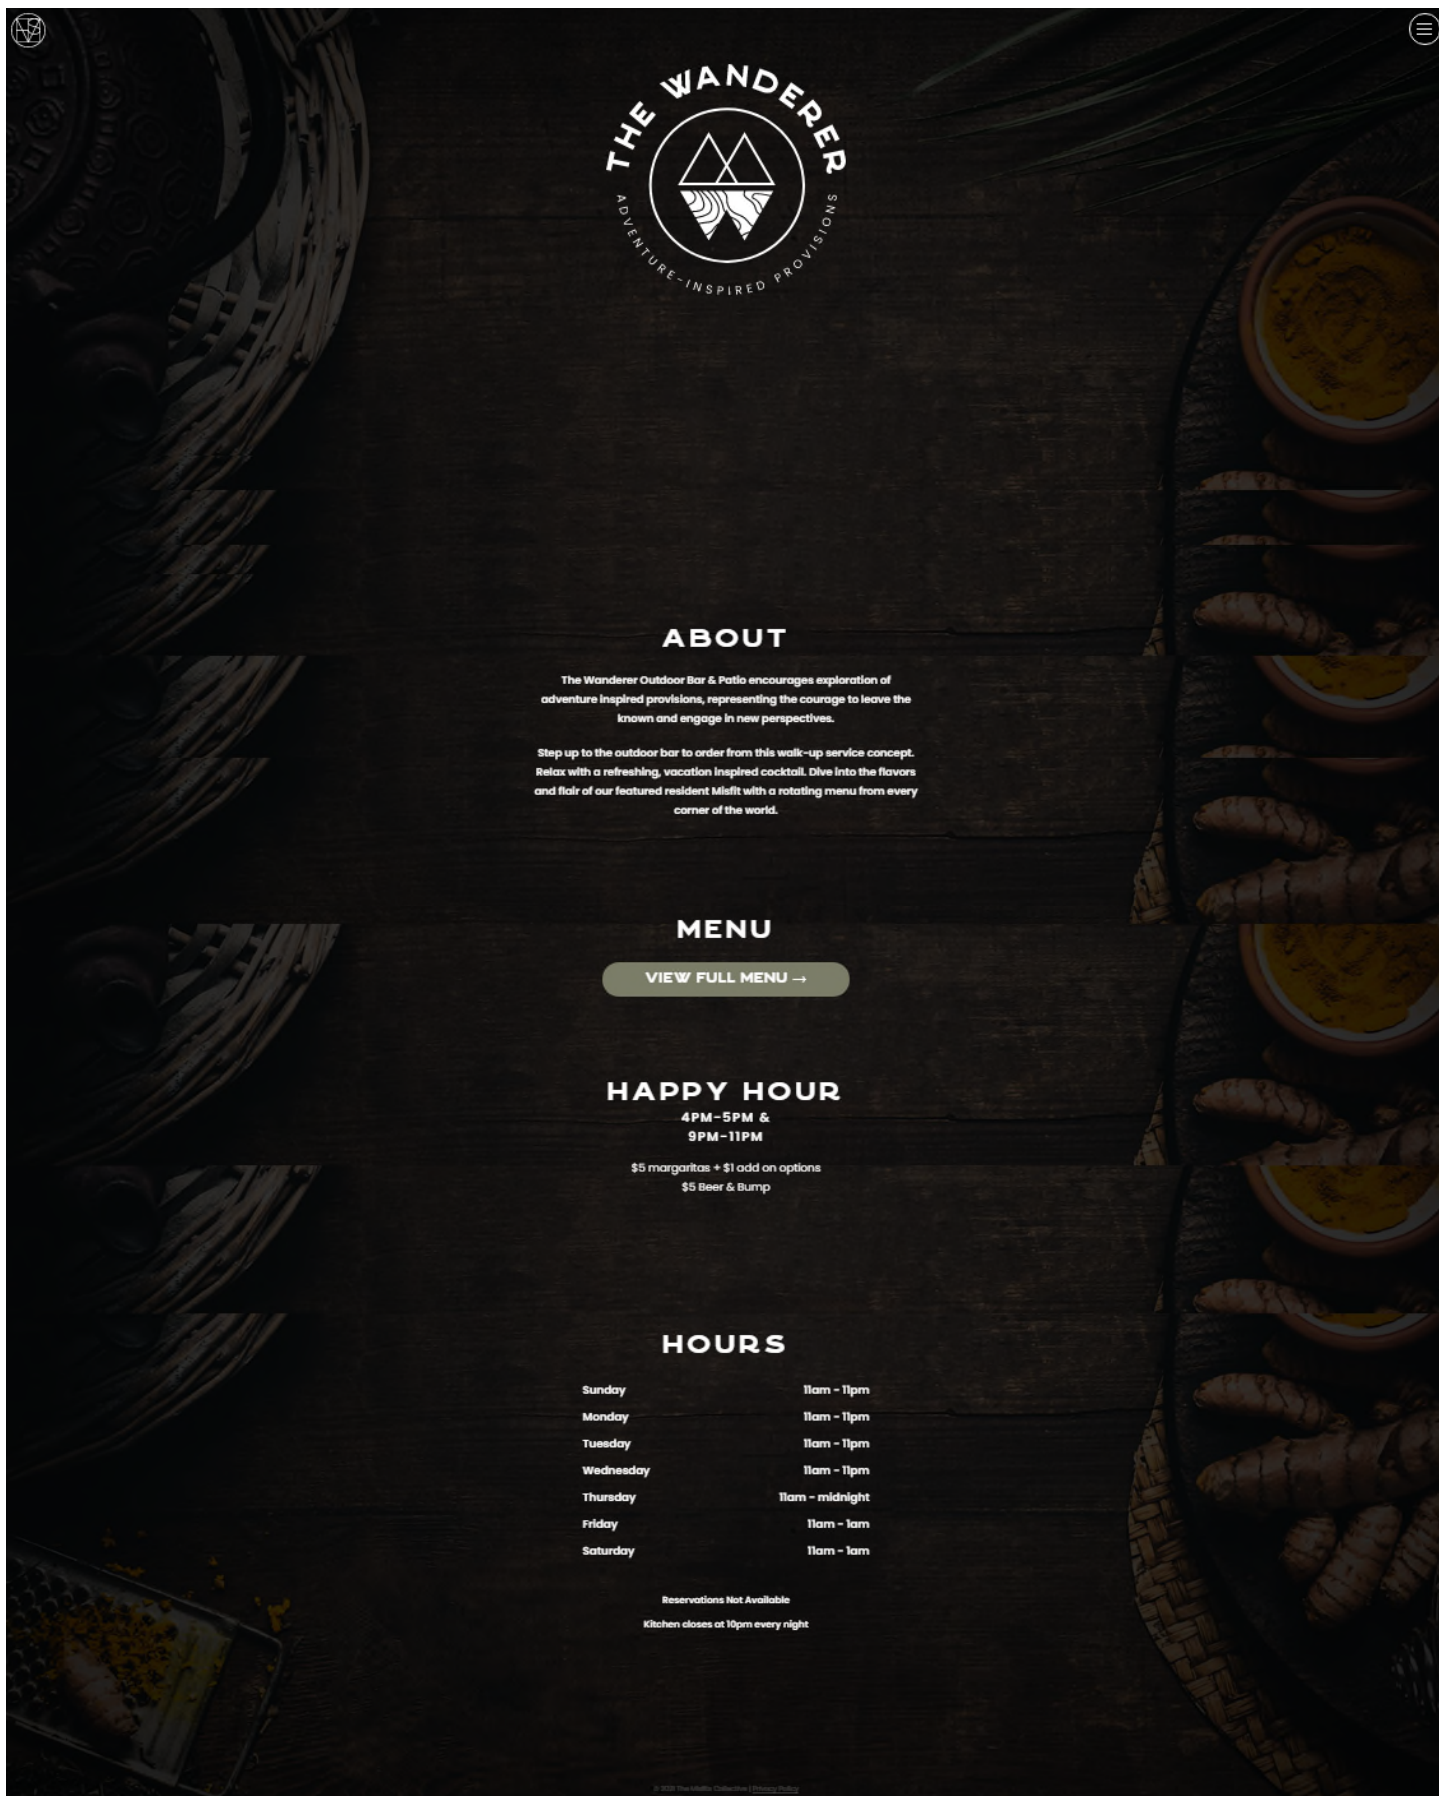 THE WANDERER
ADVENTURE-INSPIRED PROVISIONS
ABOUT
The Wanderer Outdoor Bar & Patio encourages exploration of
adventure inspired provisions, representing the courage to leave the
known and engage in new perspectives.
Step up to the outdoor bar to order from this walk-up service concept.
Relax with a refreshing, vacation inspired cocktail. Dive into the flavors
and flair of our featured resident Misfit with a rotating menu from every
corner of the world.
MENU
VIEW FULL MENU →
HAPPY HOUR
4PM-5PM &
9PM-11PM
$5 margaritas + $1 add on options
$5 Beer & Bump
HOURS
Sunday 11am - 11pm
Monday 11am - 11pm
Tuesday 11am - 11pm
Wednesday 11am - 11pm
Thursday 11am - midnight
Friday 11am - 1am
Saturday 11am - 1am
Reservations Not Available
Kitchen closes at 10pm every night
The Misfits Collective | Privacy Policy